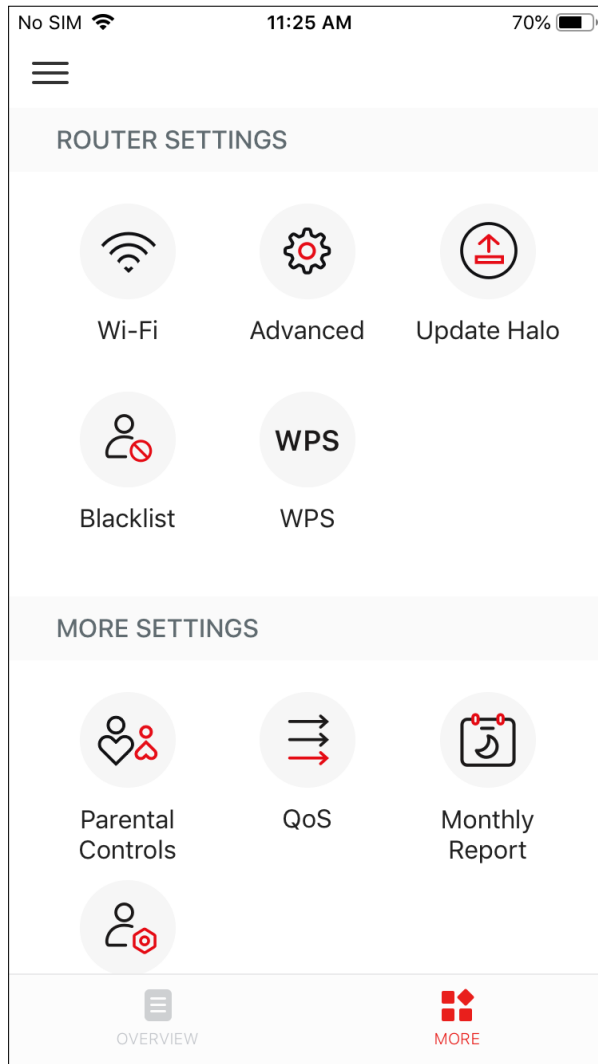 No SIM 11:25 AM 70%
ROUTER SETTINGS
Wi-Fi Advanced Update Halo
WPS
Blacklist WPS
MORE SETTINGS
Parental Controls QoS Monthly Report
OVERVIEW MORE